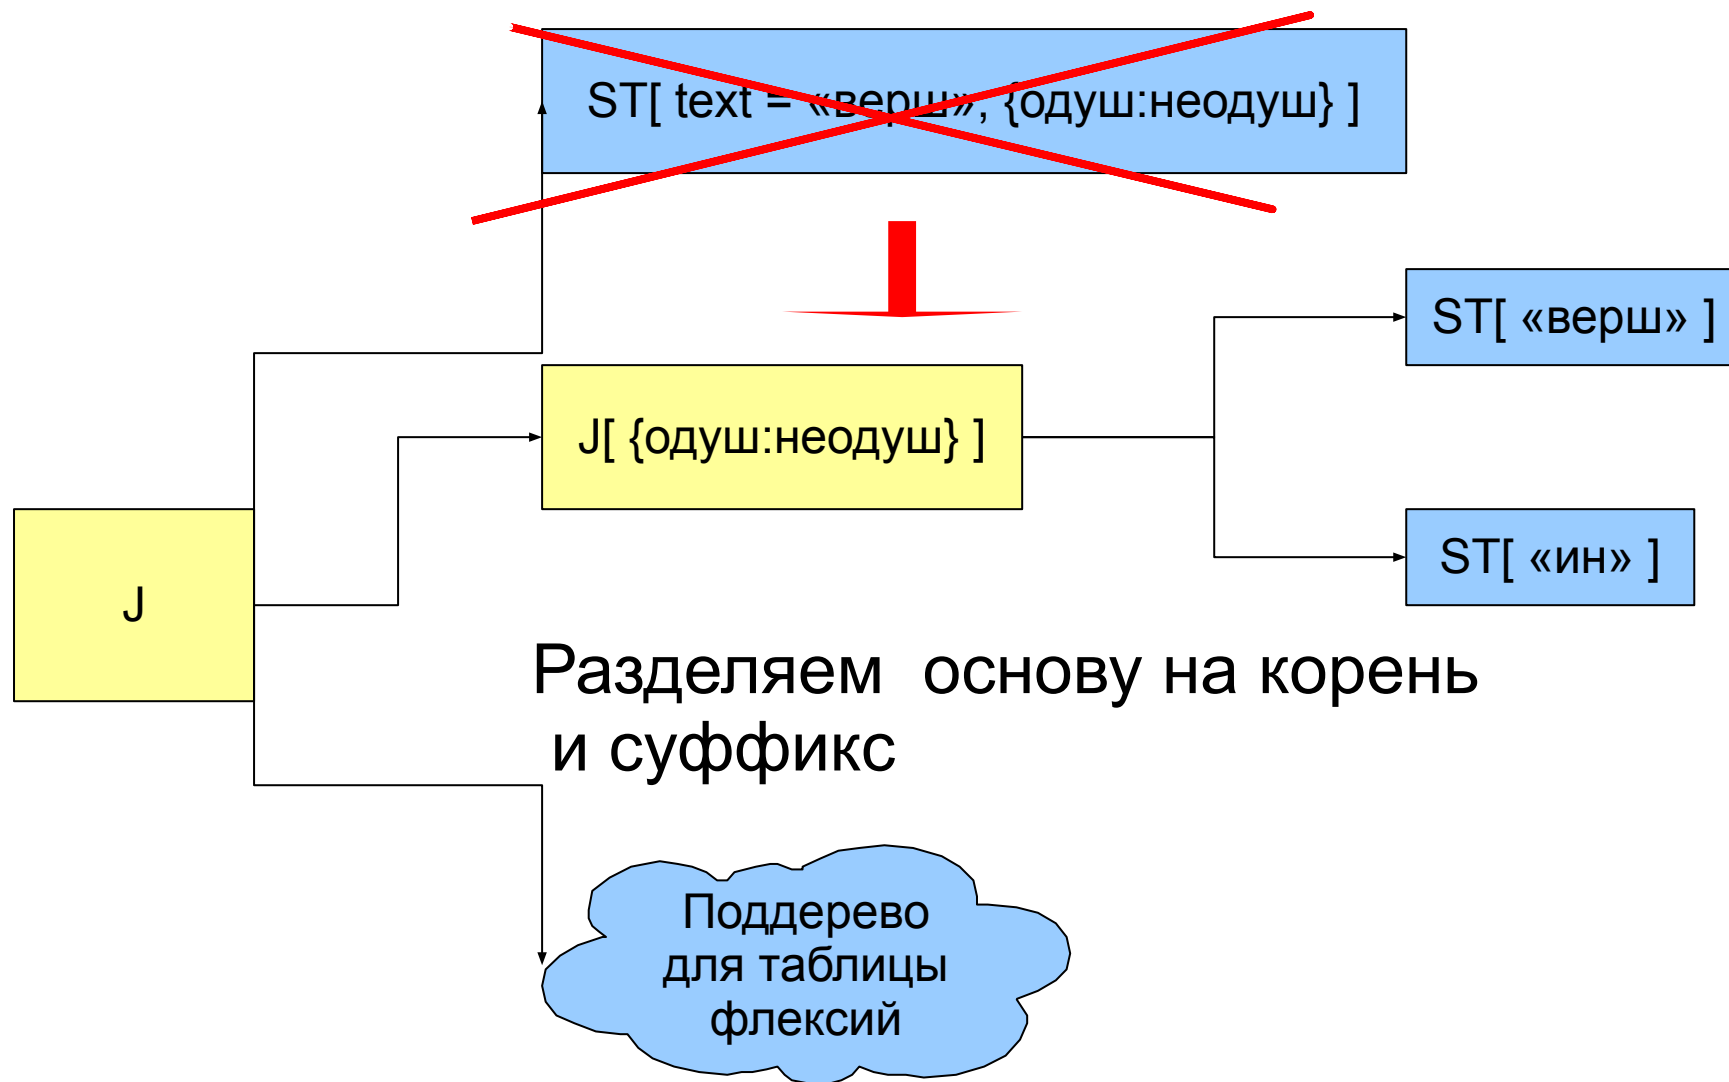 ST[ text = «верш», {одуш:неодуш} ]
ST[ «верш» ]
J[ {одуш:неодуш} ]
ST[ «ин» ]
J
Разделяем основу на корень
и суффикс
Поддерево
для таблицы
флексий